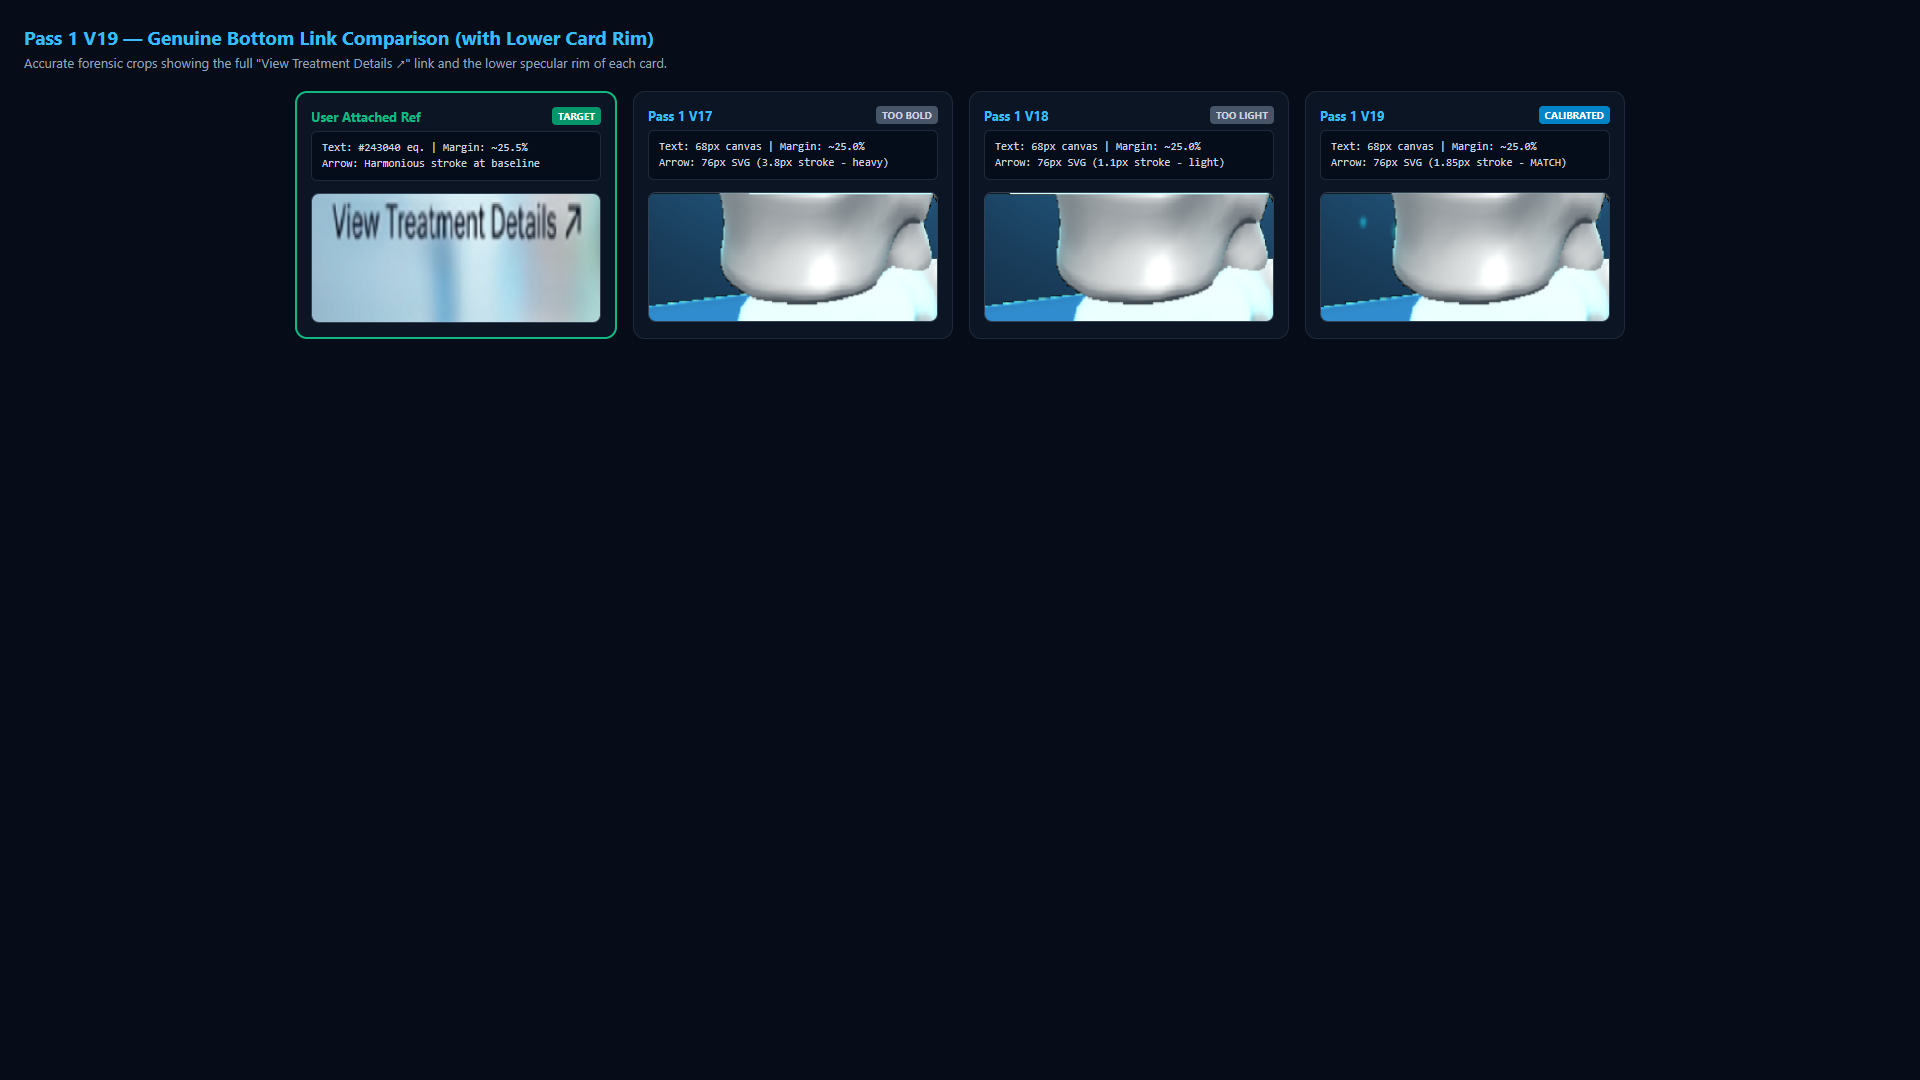 Pass 1 V19 — Genuine Bottom Link Comparison (with Lower Card Rim)
Accurate forensic crops showing the full "View Treatment Details ↗" link and the lower specular rim of each card.
User Attached Ref
TARGET
Text: #243040 eq. | Margin: ~25.5%
Arrow: Harmonious stroke at baseline
View Treatment Details ↗
Pass 1 V17
TOO BOLD
Text: 68px canvas | Margin: ~25.0%
Arrow: 76px SVG (3.8px stroke - heavy)
Pass 1 V18
TOO LIGHT
Text: 68px canvas | Margin: ~25.0%
Arrow: 76px SVG (1.1px stroke - light)
Pass 1 V19
CALIBRATED
Text: 68px canvas | Margin: ~25.0%
Arrow: 76px SVG (1.85px stroke - MATCH)